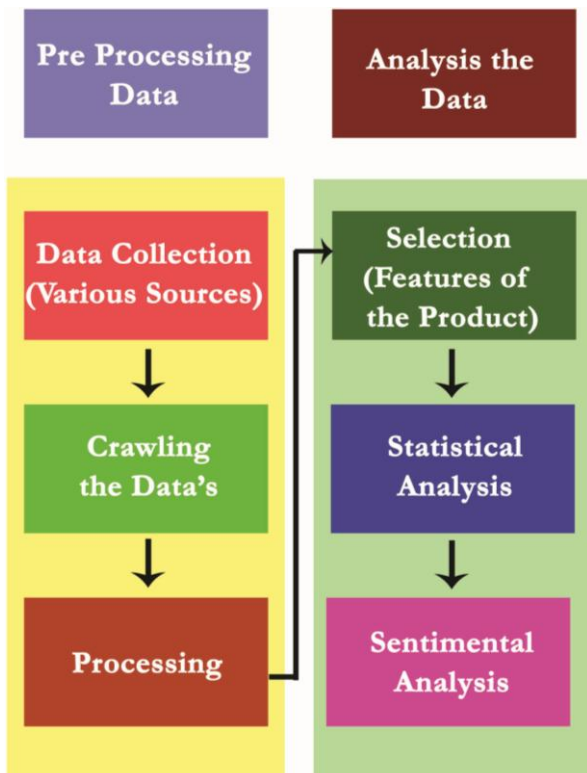 Pre Processing
Data
Analysis the
Data
Data Collection
(Various Sources)
Crawling
the Data's
Processing
Selection
(Features of
the Product)
Statistical
Analysis
Sentimental
Analysis